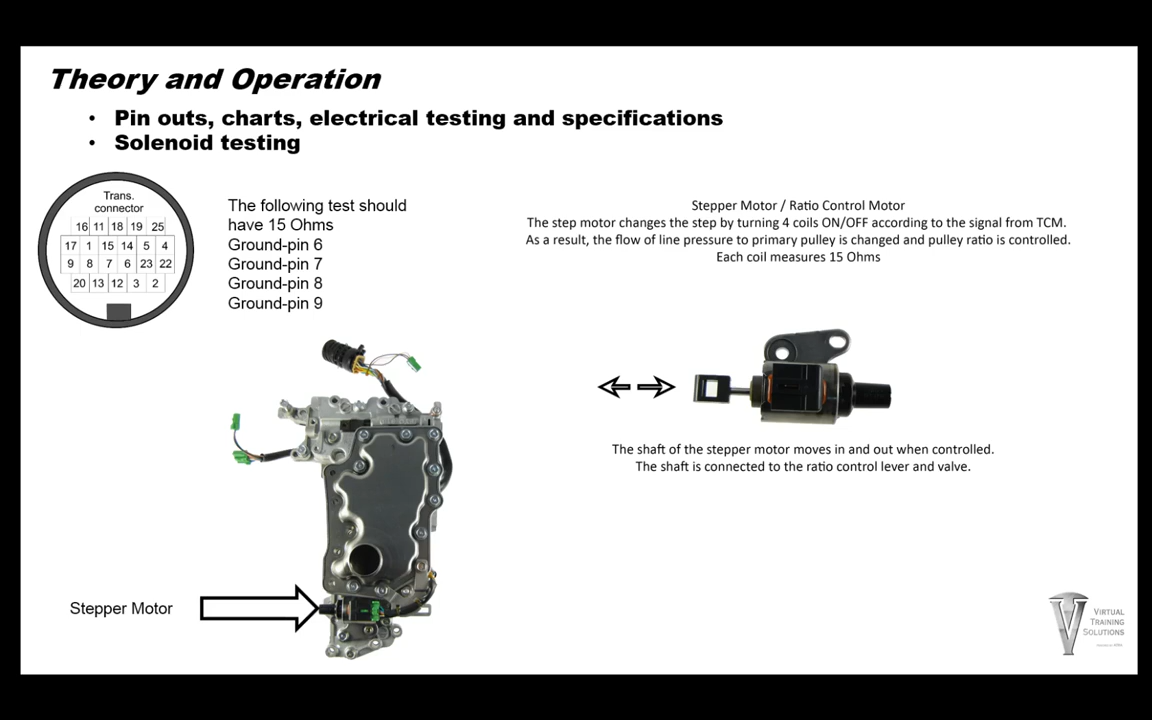 Theory and Operation
• Pin outs, charts, electrical testing and specifications
• Solenoid testing
Trans.
connector
16 11 18 19 25
17 1 15 14 5 4
9 8 7 6 23 22
20 13 12 3 2
The following test should
have 15 Ohms
Ground-pin 6
Ground-pin 7
Ground-pin 8
Ground-pin 9
Stepper Motor / Ratio Control Motor
The step motor changes the step by turning 4 coils ON/OFF according to the signal from TCM.
As a result, the flow of line pressure to primary pulley is changed and pulley ratio is controlled.
Each coil measures 15 Ohms
The shaft of the stepper motor moves in and out when controlled.
The shaft is connected to the ratio control lever and valve.
Stepper Motor
V
VIRTUAL
TRAINING
SOLUTIONS